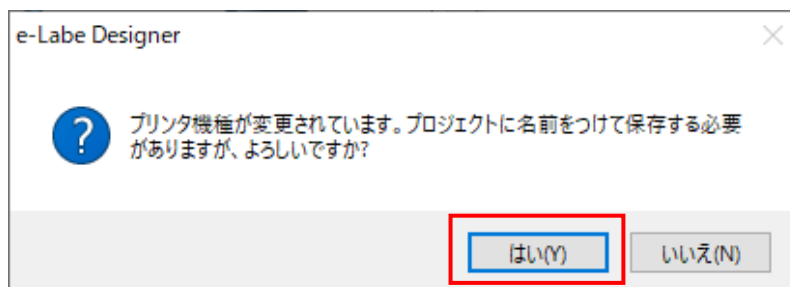 e-Labe Designer
プリンタ機種が変更されています。プロジェクトに名前をつけて保存する必要
がありますが、よろしいですか?
はい(Y)
いいえ(N)